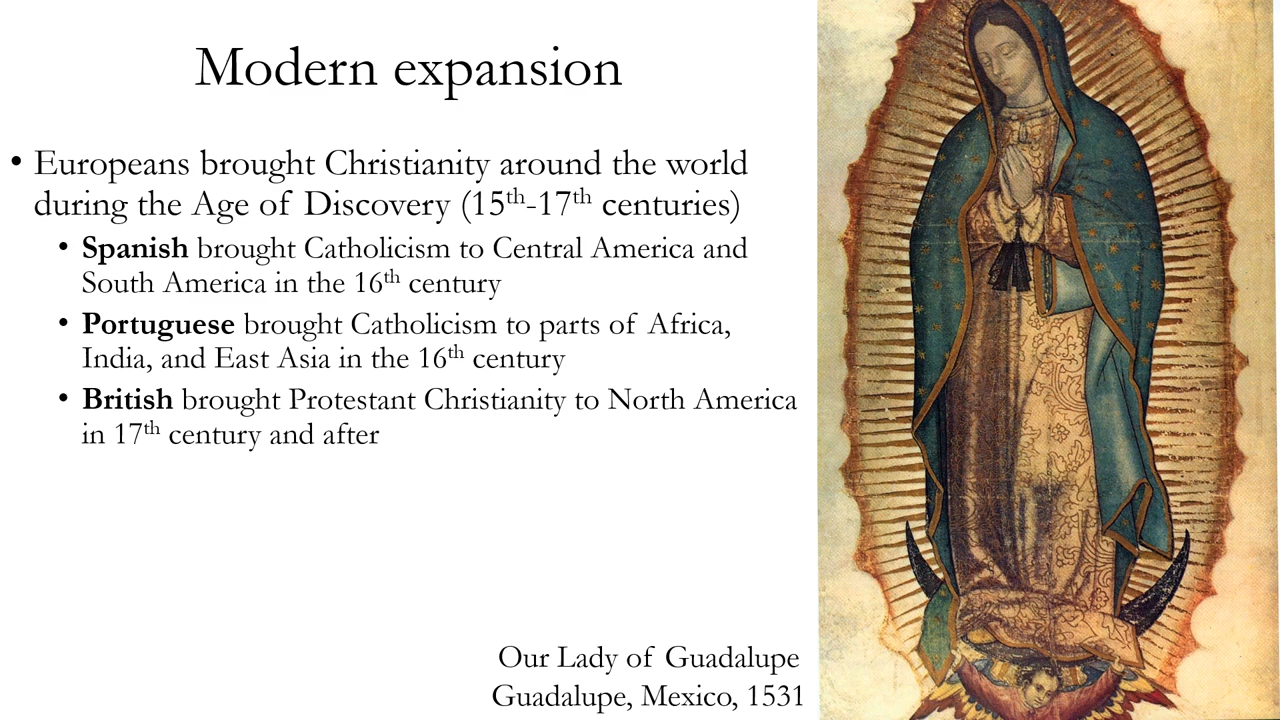 Modern expansion
• Europeans brought Christianity around the world
during the Age of Discovery (15th-17th centuries)
• Spanish brought Catholicism to Central America and
South America in the 16th century
• Portuguese brought Catholicism to parts of Africa,
India, and East Asia in the 16th century
• British brought Protestant Christianity to North America
in 17th century and after
Our Lady of Guadalupe
Guadalupe, Mexico, 1531